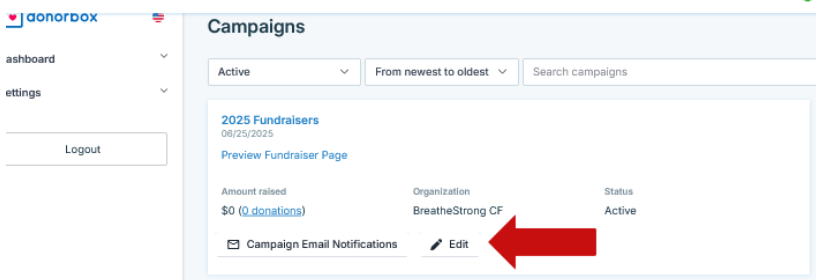 donorbox
Campaigns
ashboard
Active
From newest to oldest
Search campaigns
ettings
2025 Fundraisers
06/25/2025
Logout
Preview Fundraiser Page
Amount raised
Organization
Status
$0 (0 donations)
BreatheStrong CF
Active
Campaign Email Notifications
Edit